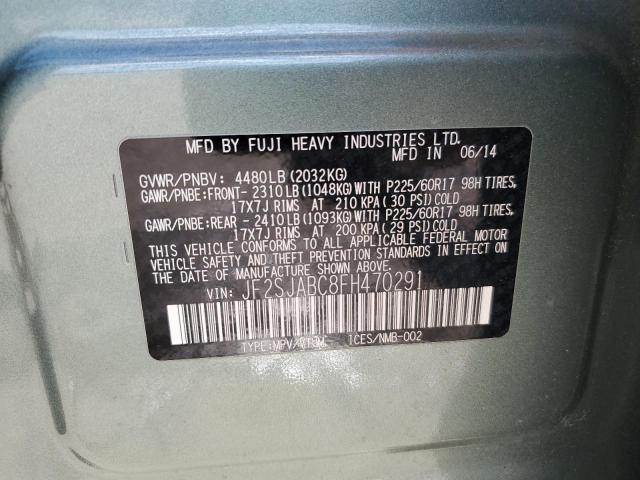 MFD BY FUJI HEAVY INDUSTRIES LTD.
MFD IN 06/14
GVWR/PNBV: 4480LB (2032KG)
GAWR/PNBE:FRONT- 2310LB (1048KG)WITH P225/60R17 98H TIRES,
17X7J RIMS AT 210 KPA ( 30 PSI)COLD
GAWR/PNBE:REAR - 2410LB (1093KG)WITH P225/60R17 98H TIRES,
17X7J RIMS AT 200 KPA ( 29 PSI)COLD
THIS VEHICLE CONFORMS TO ALL APPLICABLE FEDERAL MOTOR
VEHICLE SAFETY AND THEFT PREVENTION STANDARDS IN EFFECT ON
THE DATE OF MANUFACTURE SHOWN ABOVE.
VIN: JF2SJABC8FH470291
TYPE:MPV/VTUM ICES/NMB-002